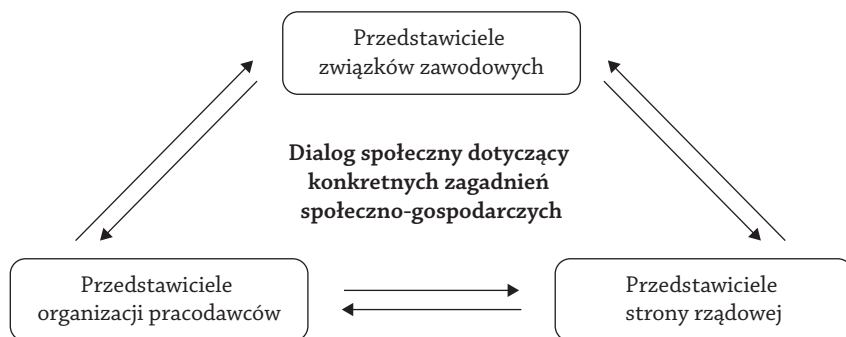 Przedstawiciele
związków zawodowych
Dialog społeczny dotyczący
konkretnych zagadnień
społeczno-gospodarczych
Przedstawiciele
organizacji pracodawców
Przedstawiciele
strony rządowej